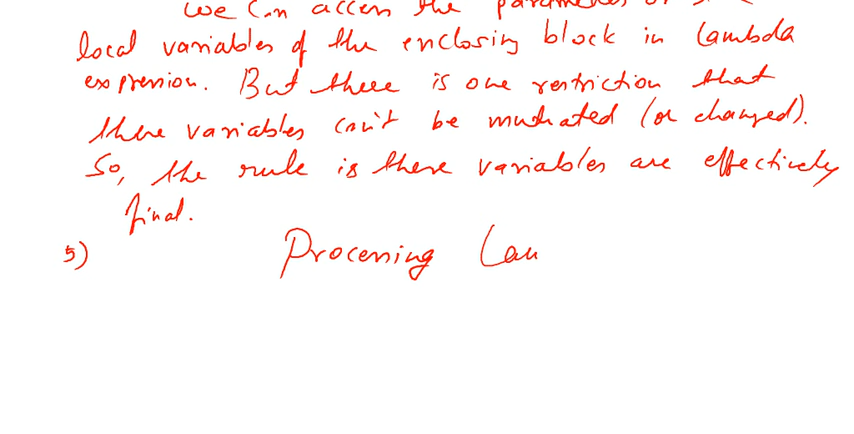 we can access the parameters or
local variables of the enclosing block in lambda
expression. But there is one restriction that
these variables can't be mutated (or changed).
So, the rule is these variables are effectively
final.
5) Processing Lam